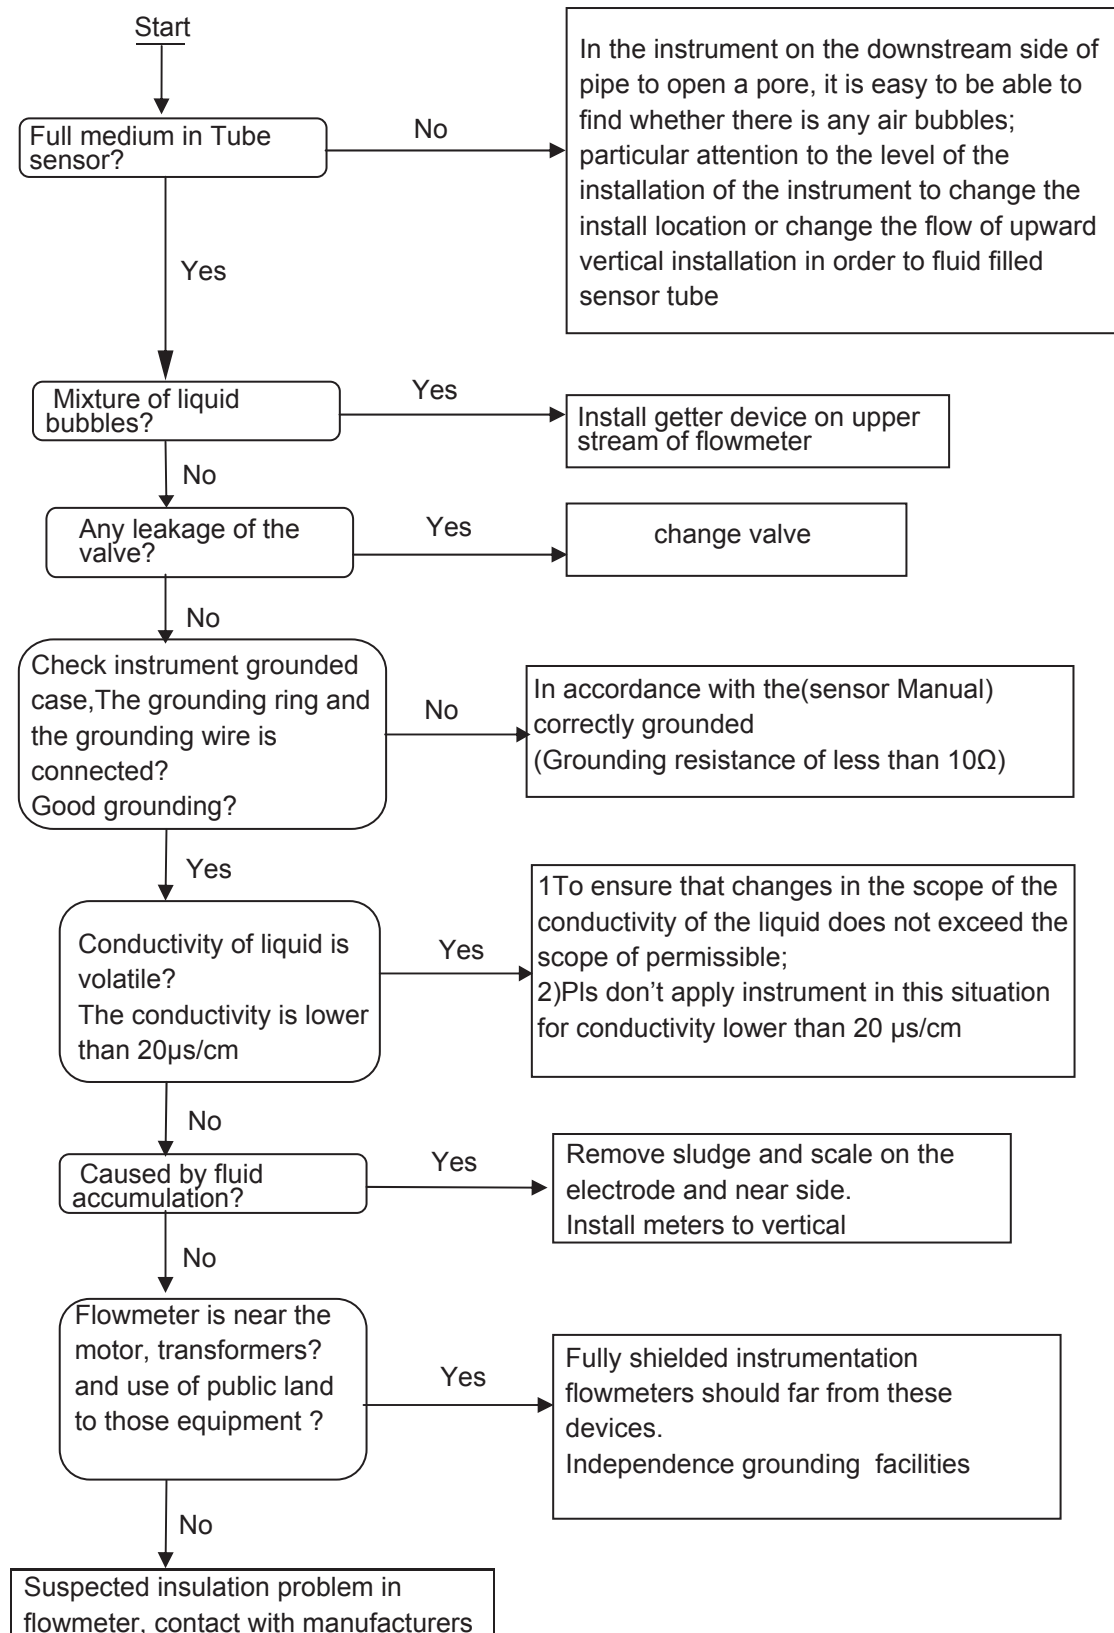 Start
Full medium in Tube
sensor?
No
In the instrument on the downstream side of
pipe to open a pore, it is easy to be able to
find whether there is any air bubbles;
particular attention to the level of the
installation of the instrument to change the
install location or change the flow of upward
vertical installation in order to fluid filled
sensor tube
Yes
Mixture of liquid
bubbles?
Yes
Install getter device on upper
stream of flowmeter
No
Any leakage of the
valve?
Yes
change valve
No
Check instrument grounded
case,The grounding ring and
the grounding wire is
connected?
Good grounding?
No
In accordance with the(sensor Manual)
correctly grounded
(Grounding resistance of less than 10Ω)
Yes
Conductivity of liquid is
volatile?
The conductivity is lower
than 20µs/cm
Yes
1To ensure that changes in the scope of the
conductivity of the liquid does not exceed the
scope of permissible;
2)Pls don’t apply instrument in this situation
for conductivity lower than 20 µs/cm
No
Caused by fluid
accumulation?
Yes
Remove sludge and scale on the
electrode and near side.
Install meters to vertical
No
Flowmeter is near the
motor, transformers?
and use of public land
to those equipment ?
Yes
Fully shielded instrumentation
flowmeters should far from these
devices.
Independence grounding facilities
No
Suspected insulation problem in
flowmeter, contact with manufacturers